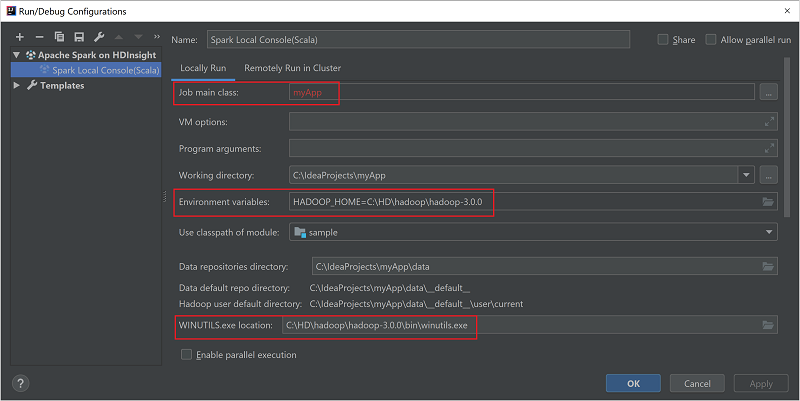 Run/Debug Configurations
Name: Spark Local Console(Scala)
Share
Allow parallel run
Apache Spark on HDInsight
Spark Local Console(Scala)
Templates
Locally Run Remotely Run in Cluster
Job main class: myApp ...
VM options:
Program arguments:
Working directory: C:\IdeaProjects\myApp ...
Environment variables: HADOOP_HOME=C:\HD\hadoop\hadoop-3.0.0
Use classpath of module: sample
Data repositories directory: C:\IdeaProjects\myApp\data
Data default repo directory: C:\IdeaProjects\myApp\data\__default__
Hadoop user default directory: C:\IdeaProjects\myApp\data\__default__\user\current
WINUTILS.exe location: C:\HD\hadoop\hadoop-3.0.0\bin\winutils.exe
Enable parallel execution
? OK Cancel Apply